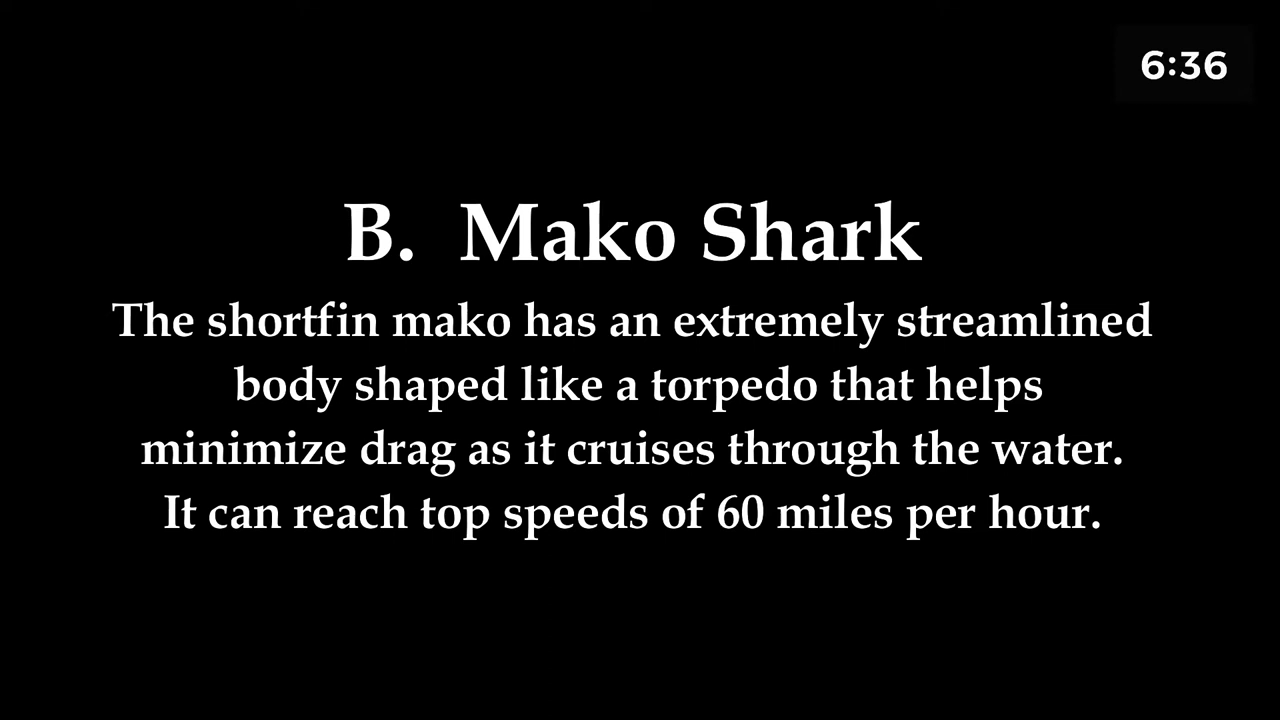 6:36
B. Mako Shark
The shortfin mako has an extremely streamlined
body shaped like a torpedo that helps
minimize drag as it cruises through the water.
It can reach top speeds of 60 miles per hour.